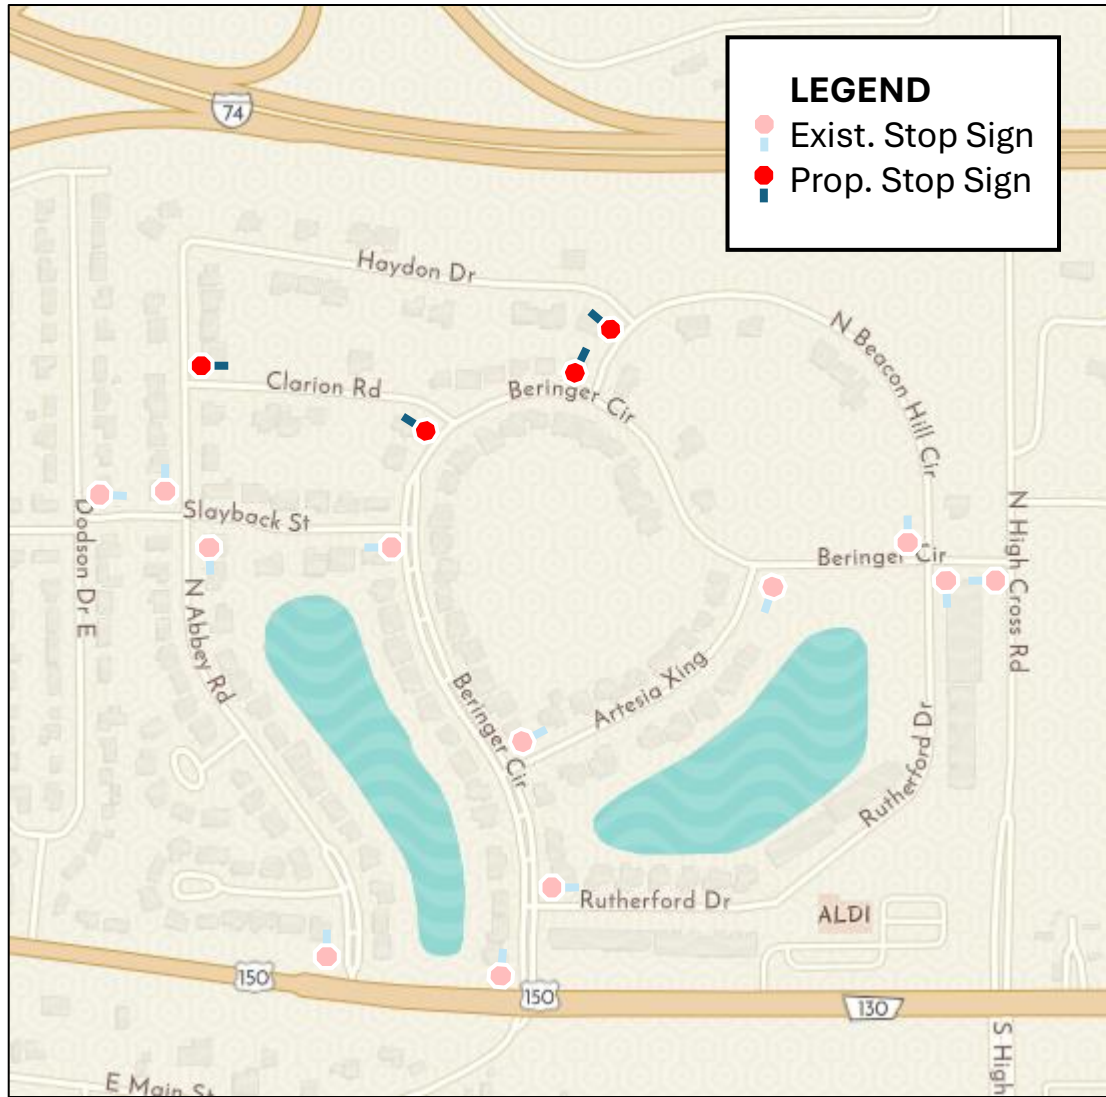 LEGEND
Exist. Stop Sign
Prop. Stop Sign
74
Haydon Dr
N Beacon Hill Cir
Clarion Rd
Beringer Cir
Slayback St
Dodson Dr E
N High Cross Rd
Beringer Cir
N Abbey Rd
Beringer Cir
Artesia Xing
Rutherford Dr
Rutherford Dr
ALDI
150
150
130
S High
E Main St